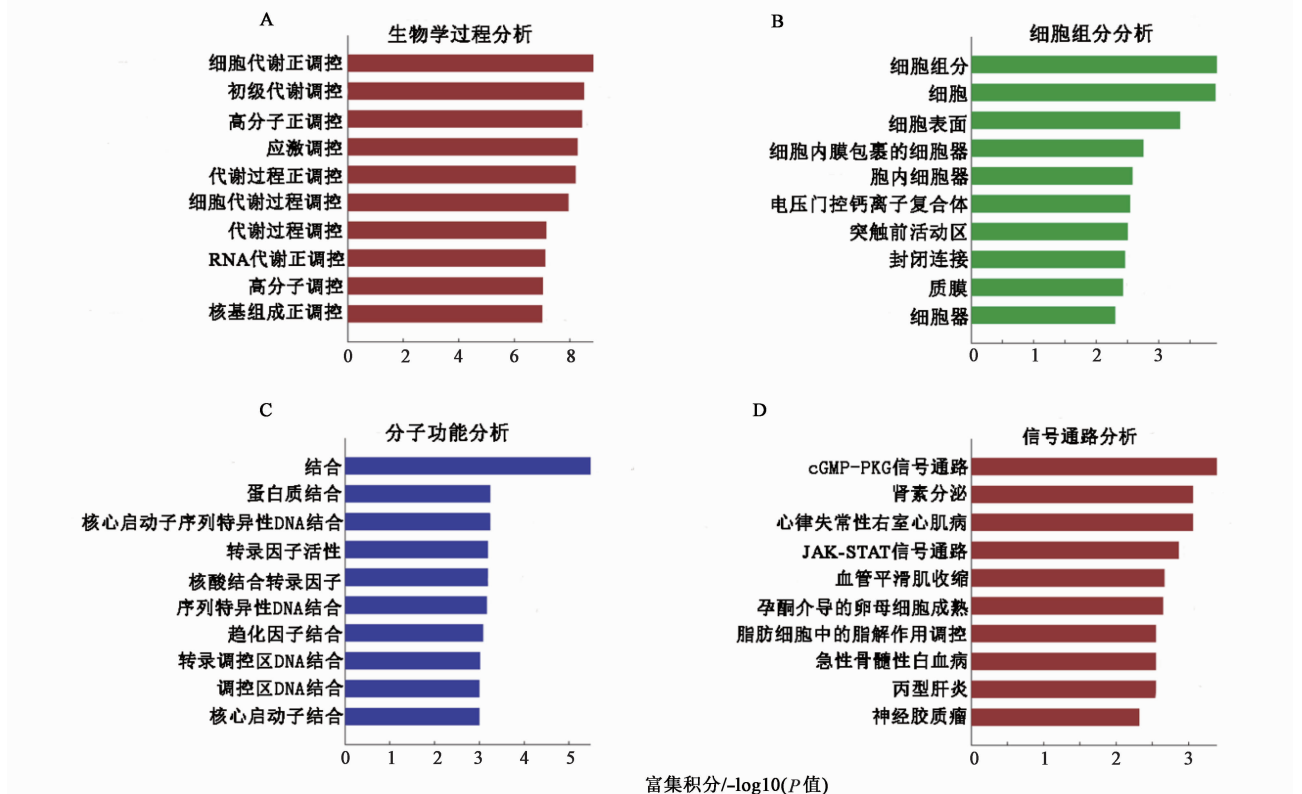 A
生物学过程分析
细胞代谢正调控
初级代谢调控
高分子正调控
应激调控
代谢过程正调控
细胞代谢过程调控
代谢过程调控
RNA代谢正调控
高分子调控
核基组成正调控
0 2 4 6 8
B
细胞组分分析
细胞组分
细胞
细胞表面
细胞内膜包裹的细胞器
胞内细胞器
电压门控钙离子复合体
突触前活动区
封闭连接
质膜
细胞器
0 1 2 3
C
分子功能分析
结合
蛋白质结合
核心启动子序列特异性DNA结合
转录因子活性
核酸结合转录因子
序列特异性DNA结合
趋化因子结合
转录调控区DNA结合
调控区DNA结合
核心启动子结合
0 1 2 3 4 5
D
信号通路分析
cGMP-PKG信号通路
肾素分泌
心律失常性右室心肌病
JAK-STAT信号通路
血管平滑肌收缩
孕酮介导的卵母细胞成熟
脂肪细胞中的脂解作用调控
急性骨髓性白血病
丙型肝炎
神经胶质瘤
0 1 2 3
富集积分/-log10(P值)